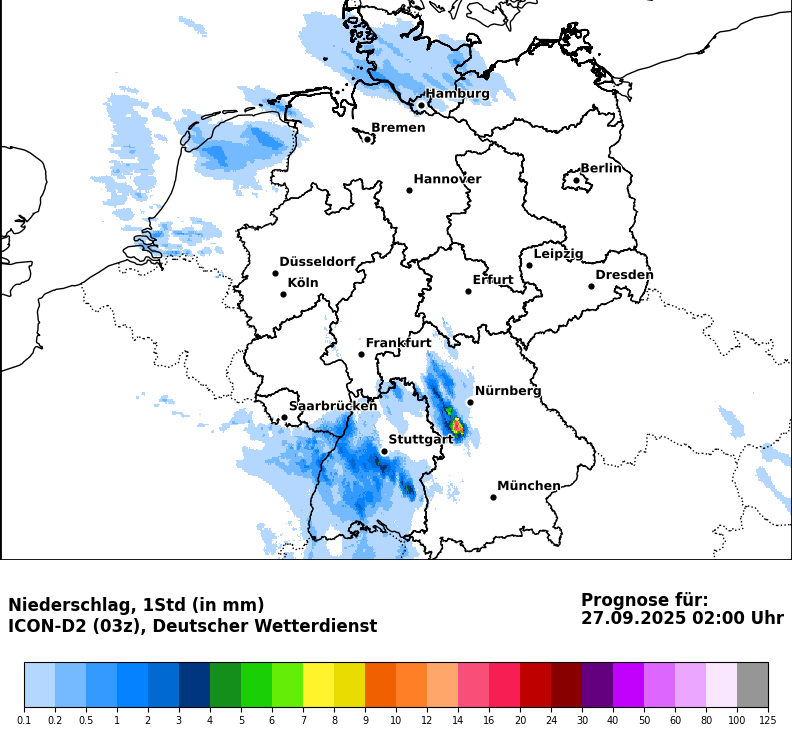 Hamburg
Bremen
Berlin
Hannover
Leipzig
Düsseldorf
Dresden
Köln
Erfurt
Frankfurt
Nürnberg
Saarbrücken
Stuttgart
München
Niederschlag, 1Std (in mm)
ICON-D2 (03z), Deutscher Wetterdienst
Prognose für:
27.09.2025 02:00 Uhr
0.1 0.2 0.5 1 2 3 4 5 6 7 8 9 10 12 14 16 20 24 30 40 50 60 80 100 125